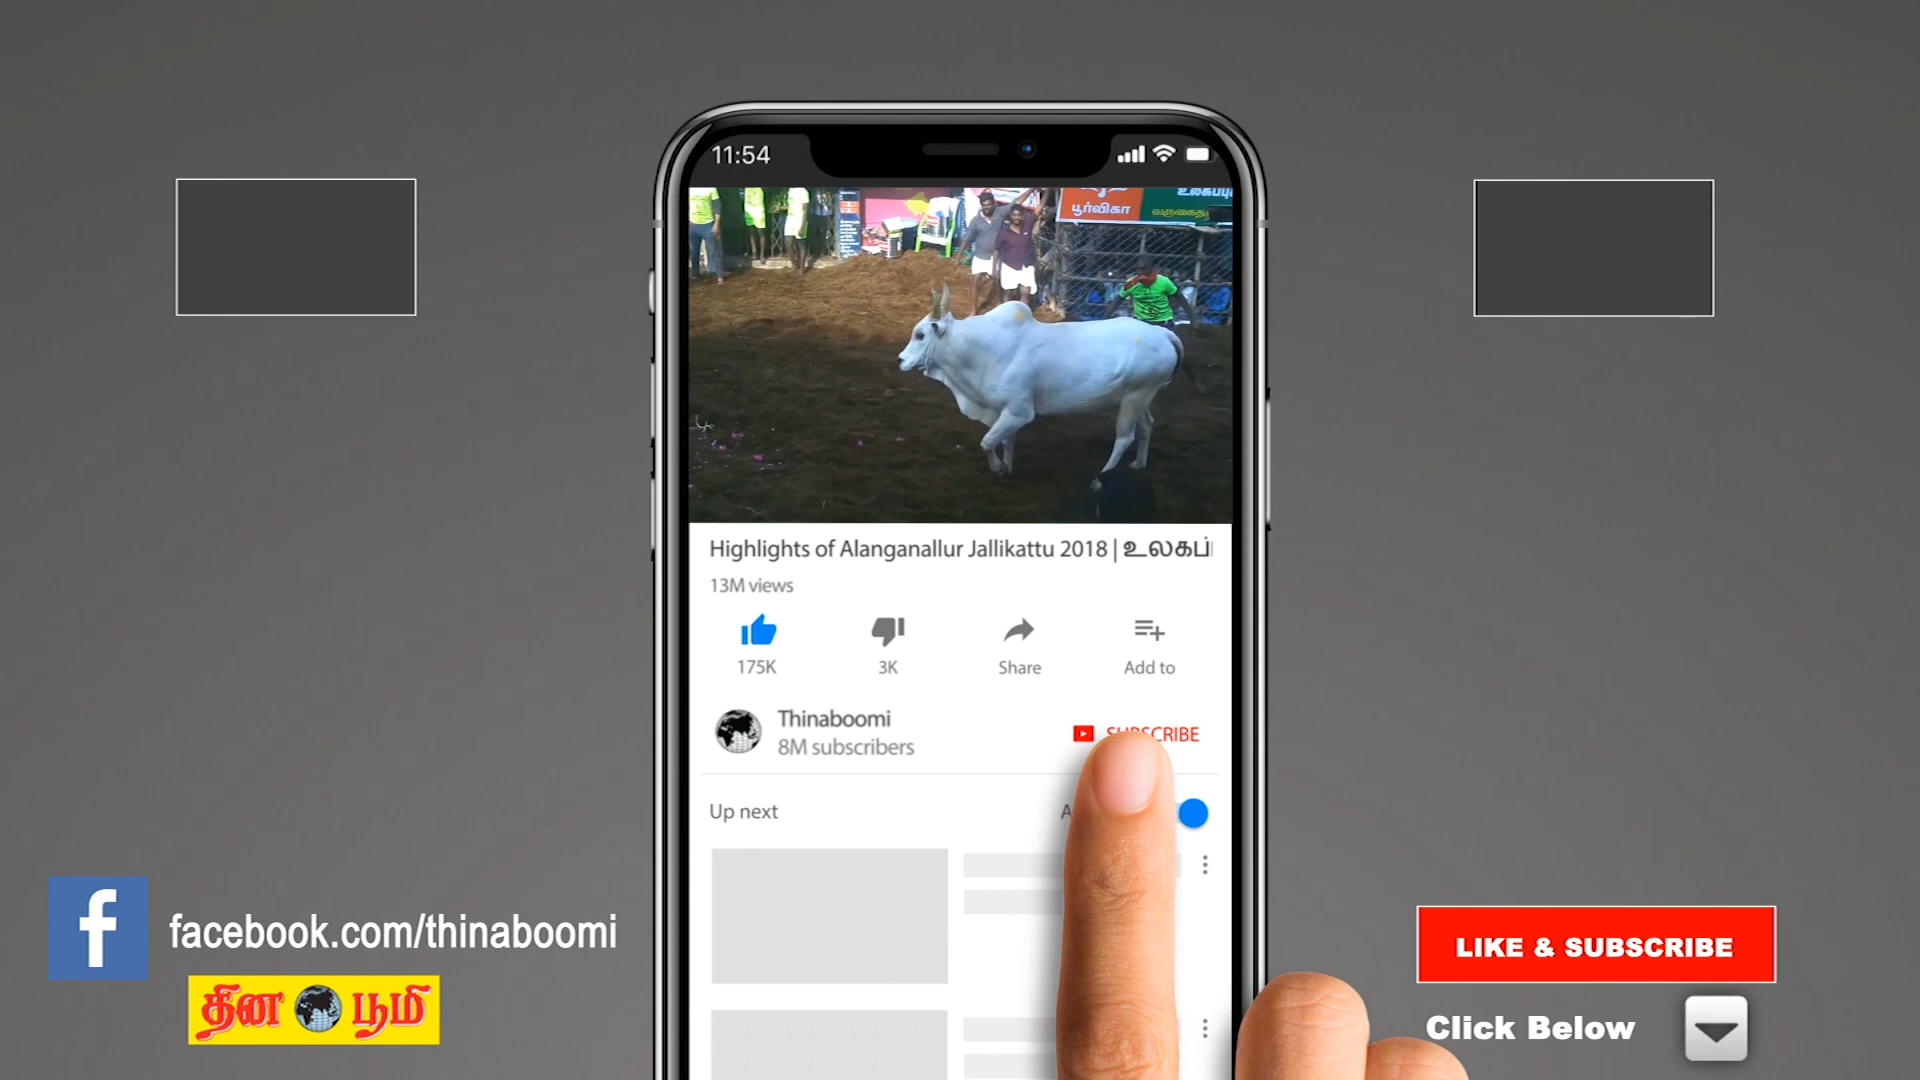 11:54
பூர்விகா
Highlights of Alanganallur Jallikattu 2018 | உலகப்
13M views
175K
3K
Share
Add to
Thinaboomi
8M subscribers
SUBSCRIBE
Up next
facebook.com/thinaboomi
தின பூமி
LIKE & SUBSCRIBE
Click Below